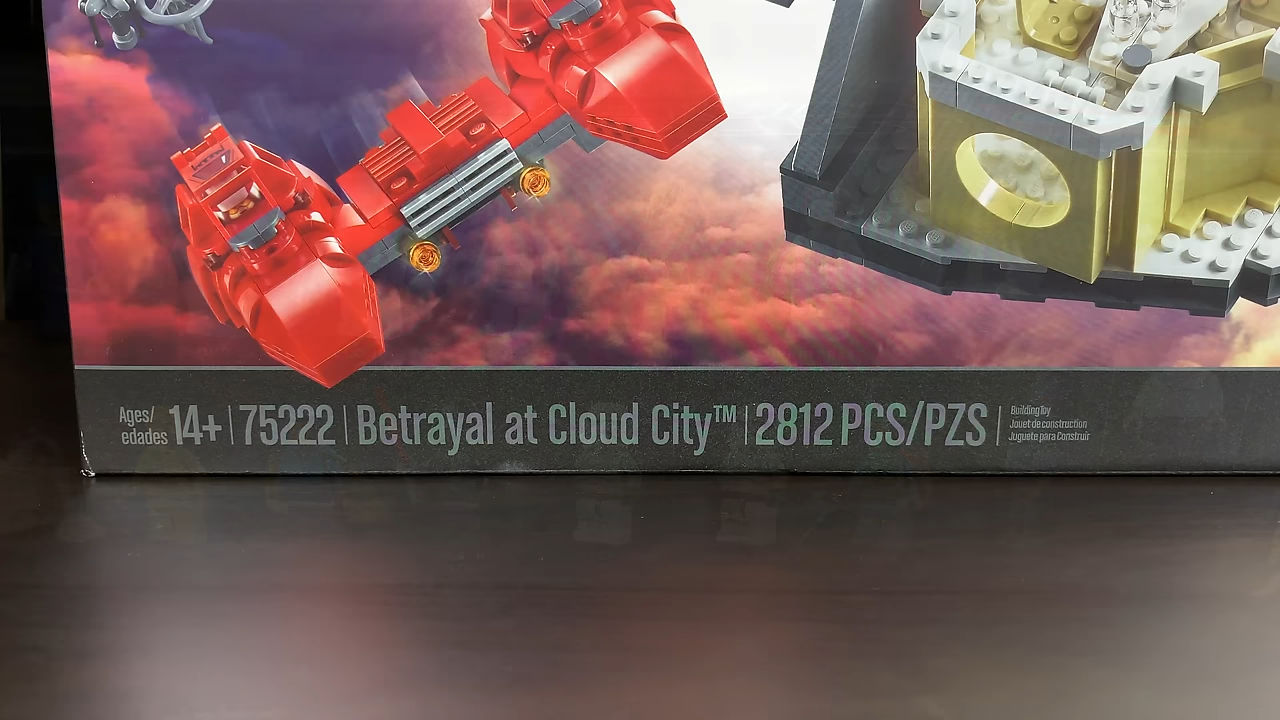 Ages/
edades 14+ | 75222 | Betrayal at Cloud City™ | 2812 PCS/PZS
Building Toy
Jouet de construction
Juguete para Construir